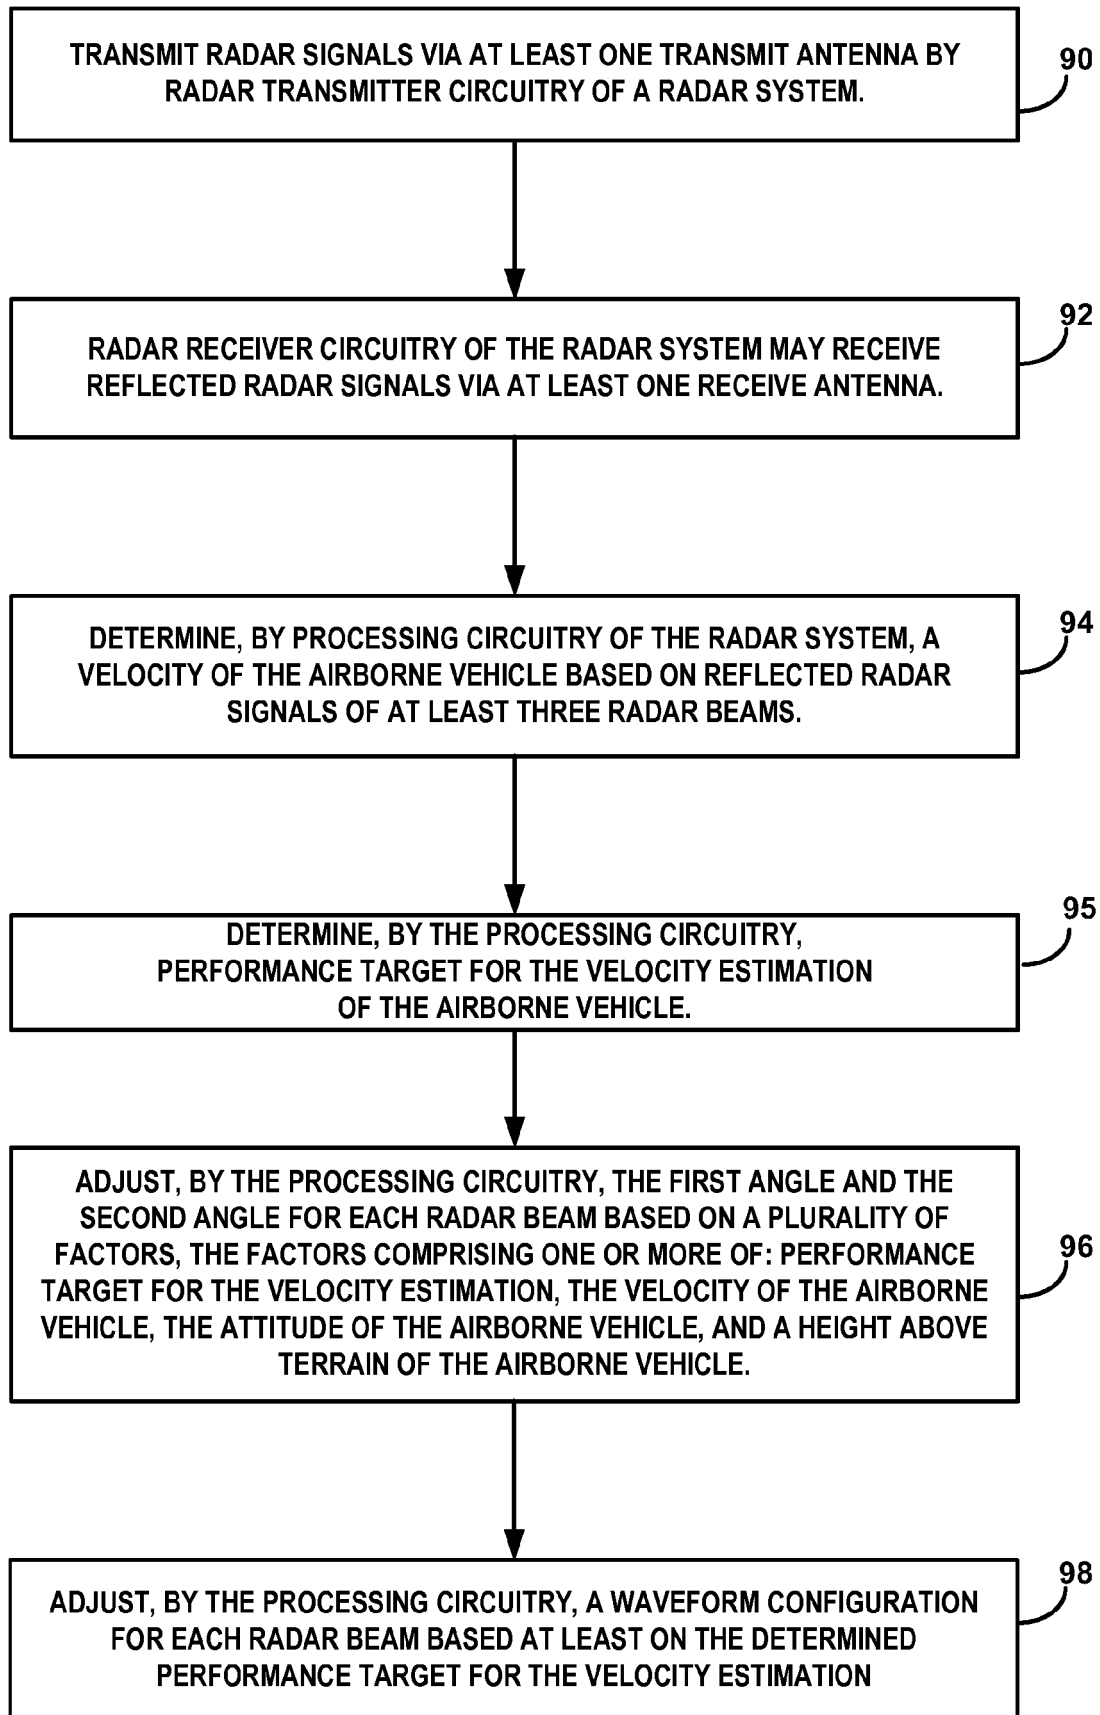 TRANSMIT RADAR SIGNALS VIA AT LEAST ONE TRANSMIT ANTENNA BY
RADAR TRANSMITTER CIRCUITRY OF A RADAR SYSTEM.
90
RADAR RECEIVER CIRCUITRY OF THE RADAR SYSTEM MAY RECEIVE
REFLECTED RADAR SIGNALS VIA AT LEAST ONE RECEIVE ANTENNA.
92
DETERMINE, BY PROCESSING CIRCUITRY OF THE RADAR SYSTEM, A
VELOCITY OF THE AIRBORNE VEHICLE BASED ON REFLECTED RADAR
SIGNALS OF AT LEAST THREE RADAR BEAMS.
94
DETERMINE, BY THE PROCESSING CIRCUITRY,
PERFORMANCE TARGET FOR THE VELOCITY ESTIMATION
OF THE AIRBORNE VEHICLE.
95
ADJUST, BY THE PROCESSING CIRCUITRY, THE FIRST ANGLE AND THE
SECOND ANGLE FOR EACH RADAR BEAM BASED ON A PLURALITY OF
FACTORS, THE FACTORS COMPRISING ONE OR MORE OF: PERFORMANCE
TARGET FOR THE VELOCITY ESTIMATION, THE VELOCITY OF THE AIRBORNE
VEHICLE, THE ATTITUDE OF THE AIRBORNE VEHICLE, AND A HEIGHT ABOVE
TERRAIN OF THE AIRBORNE VEHICLE.
96
ADJUST, BY THE PROCESSING CIRCUITRY, A WAVEFORM CONFIGURATION
FOR EACH RADAR BEAM BASED AT LEAST ON THE DETERMINED
PERFORMANCE TARGET FOR THE VELOCITY ESTIMATION
98